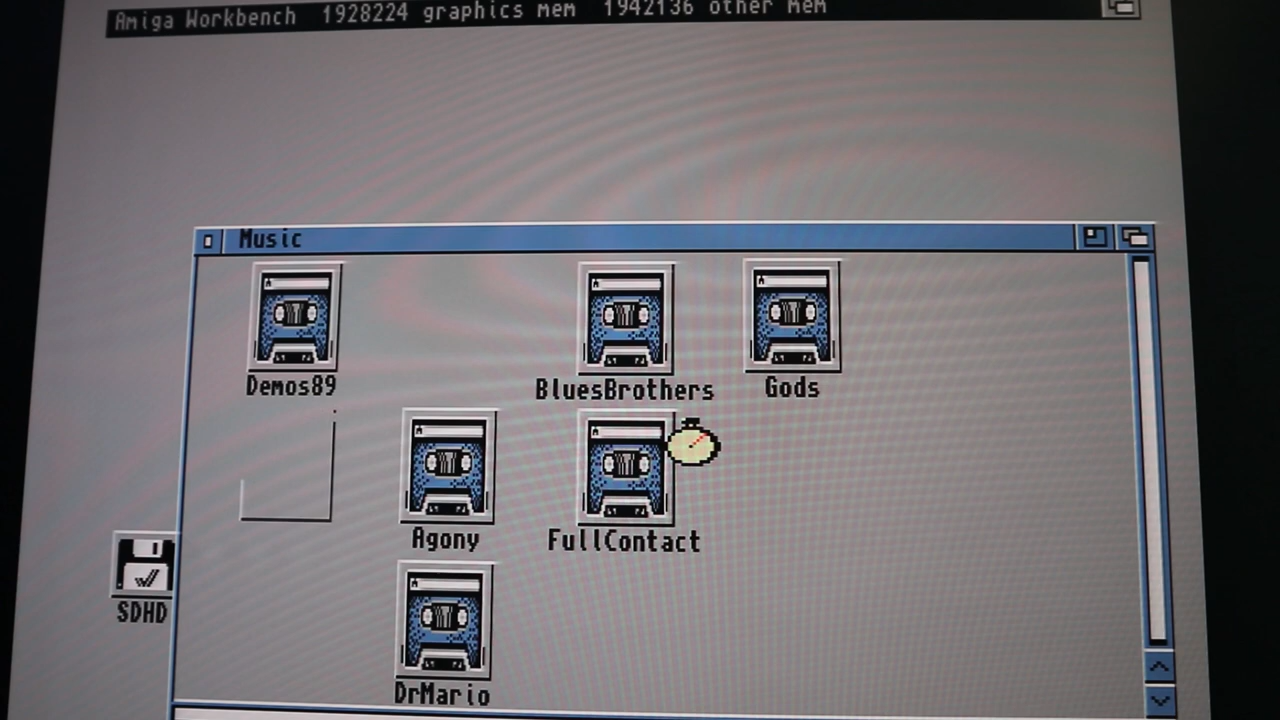 Amiga Workbench 1928224 graphics mem 1942136 other mem
Music
Demos89
BluesBrothers
Gods
Agony
FullContact
SDHD
DrMario